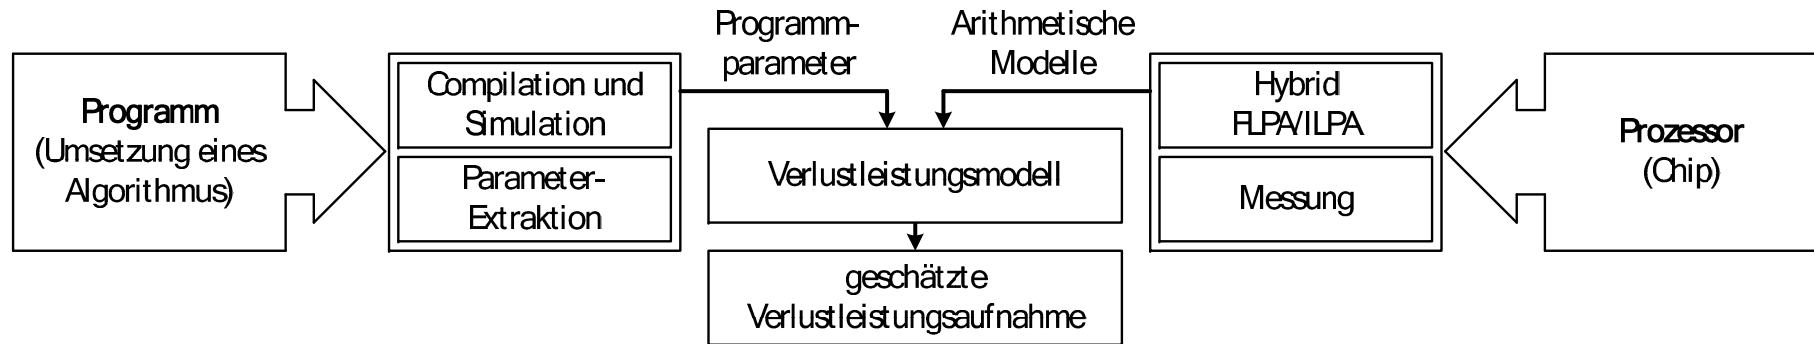 Programm
(Umsetzung eines
Algorithmus)
Compilation und
Simulation
Parameter-
Extraktion
Programm-
parameter
Arithmetische
Modelle
Verlustleistungsmodell
geschätzte
Verlustleistungsaufnahme
Hybrid
FLPA/ILPA
Messung
Prozessor
(Chip)